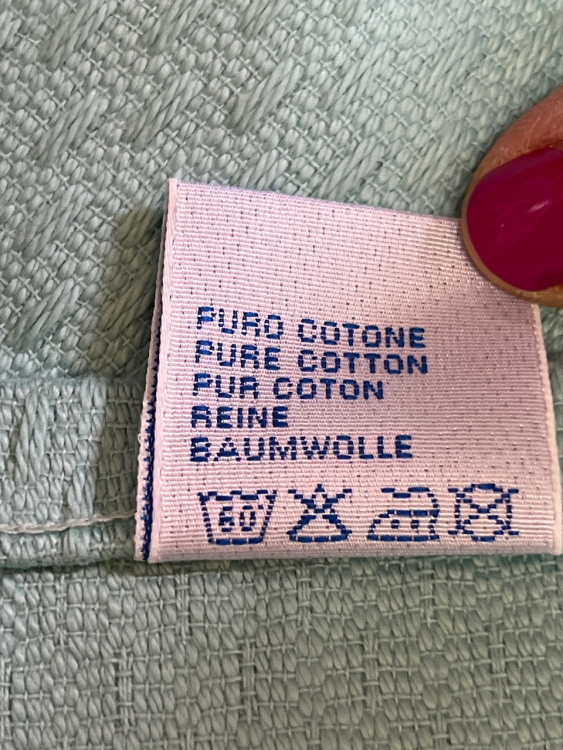 PURO COTONE
PURE COTTON
PUR COTON
REINE
BAUMWOLLE
60